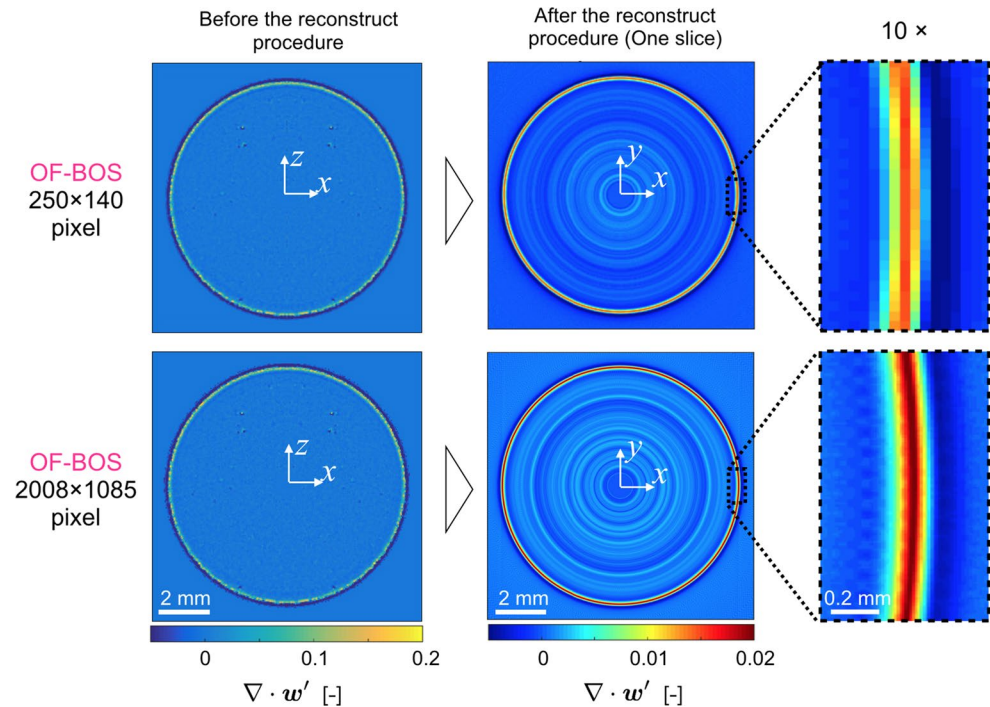 Before the reconstruct
procedure
After the reconstruct
procedure (One slice)
10 ×
OF-BOS
250×140
pixel
z
x
y
x
OF-BOS
2008×1085
pixel
z
x
y
x
2 mm
2 mm
0.2 mm
0 0.1 0.2
0 0.01 0.02
∇ · w′ [-]
∇ · w′ [-]